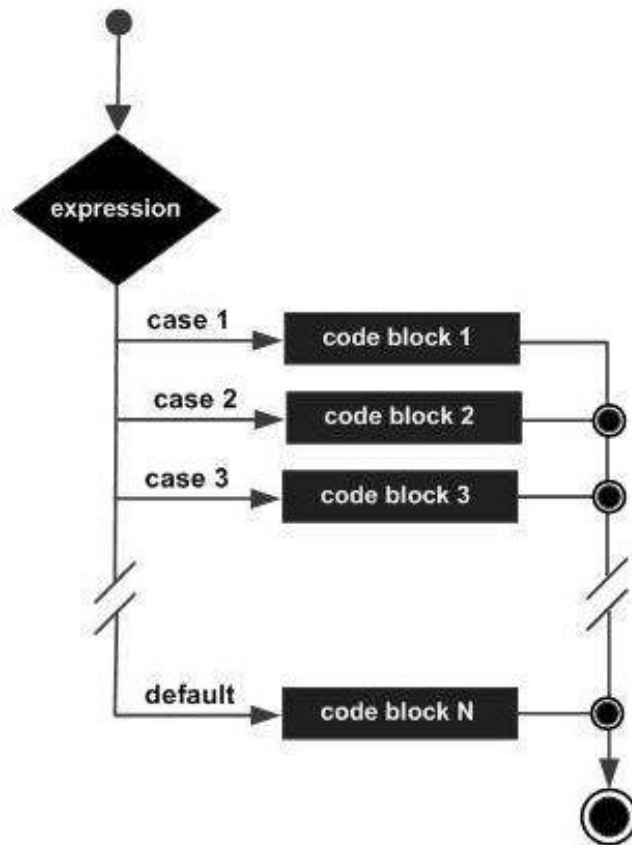 expression
case 1
code block 1
case 2
code block 2
case 3
code block 3
default
code block N